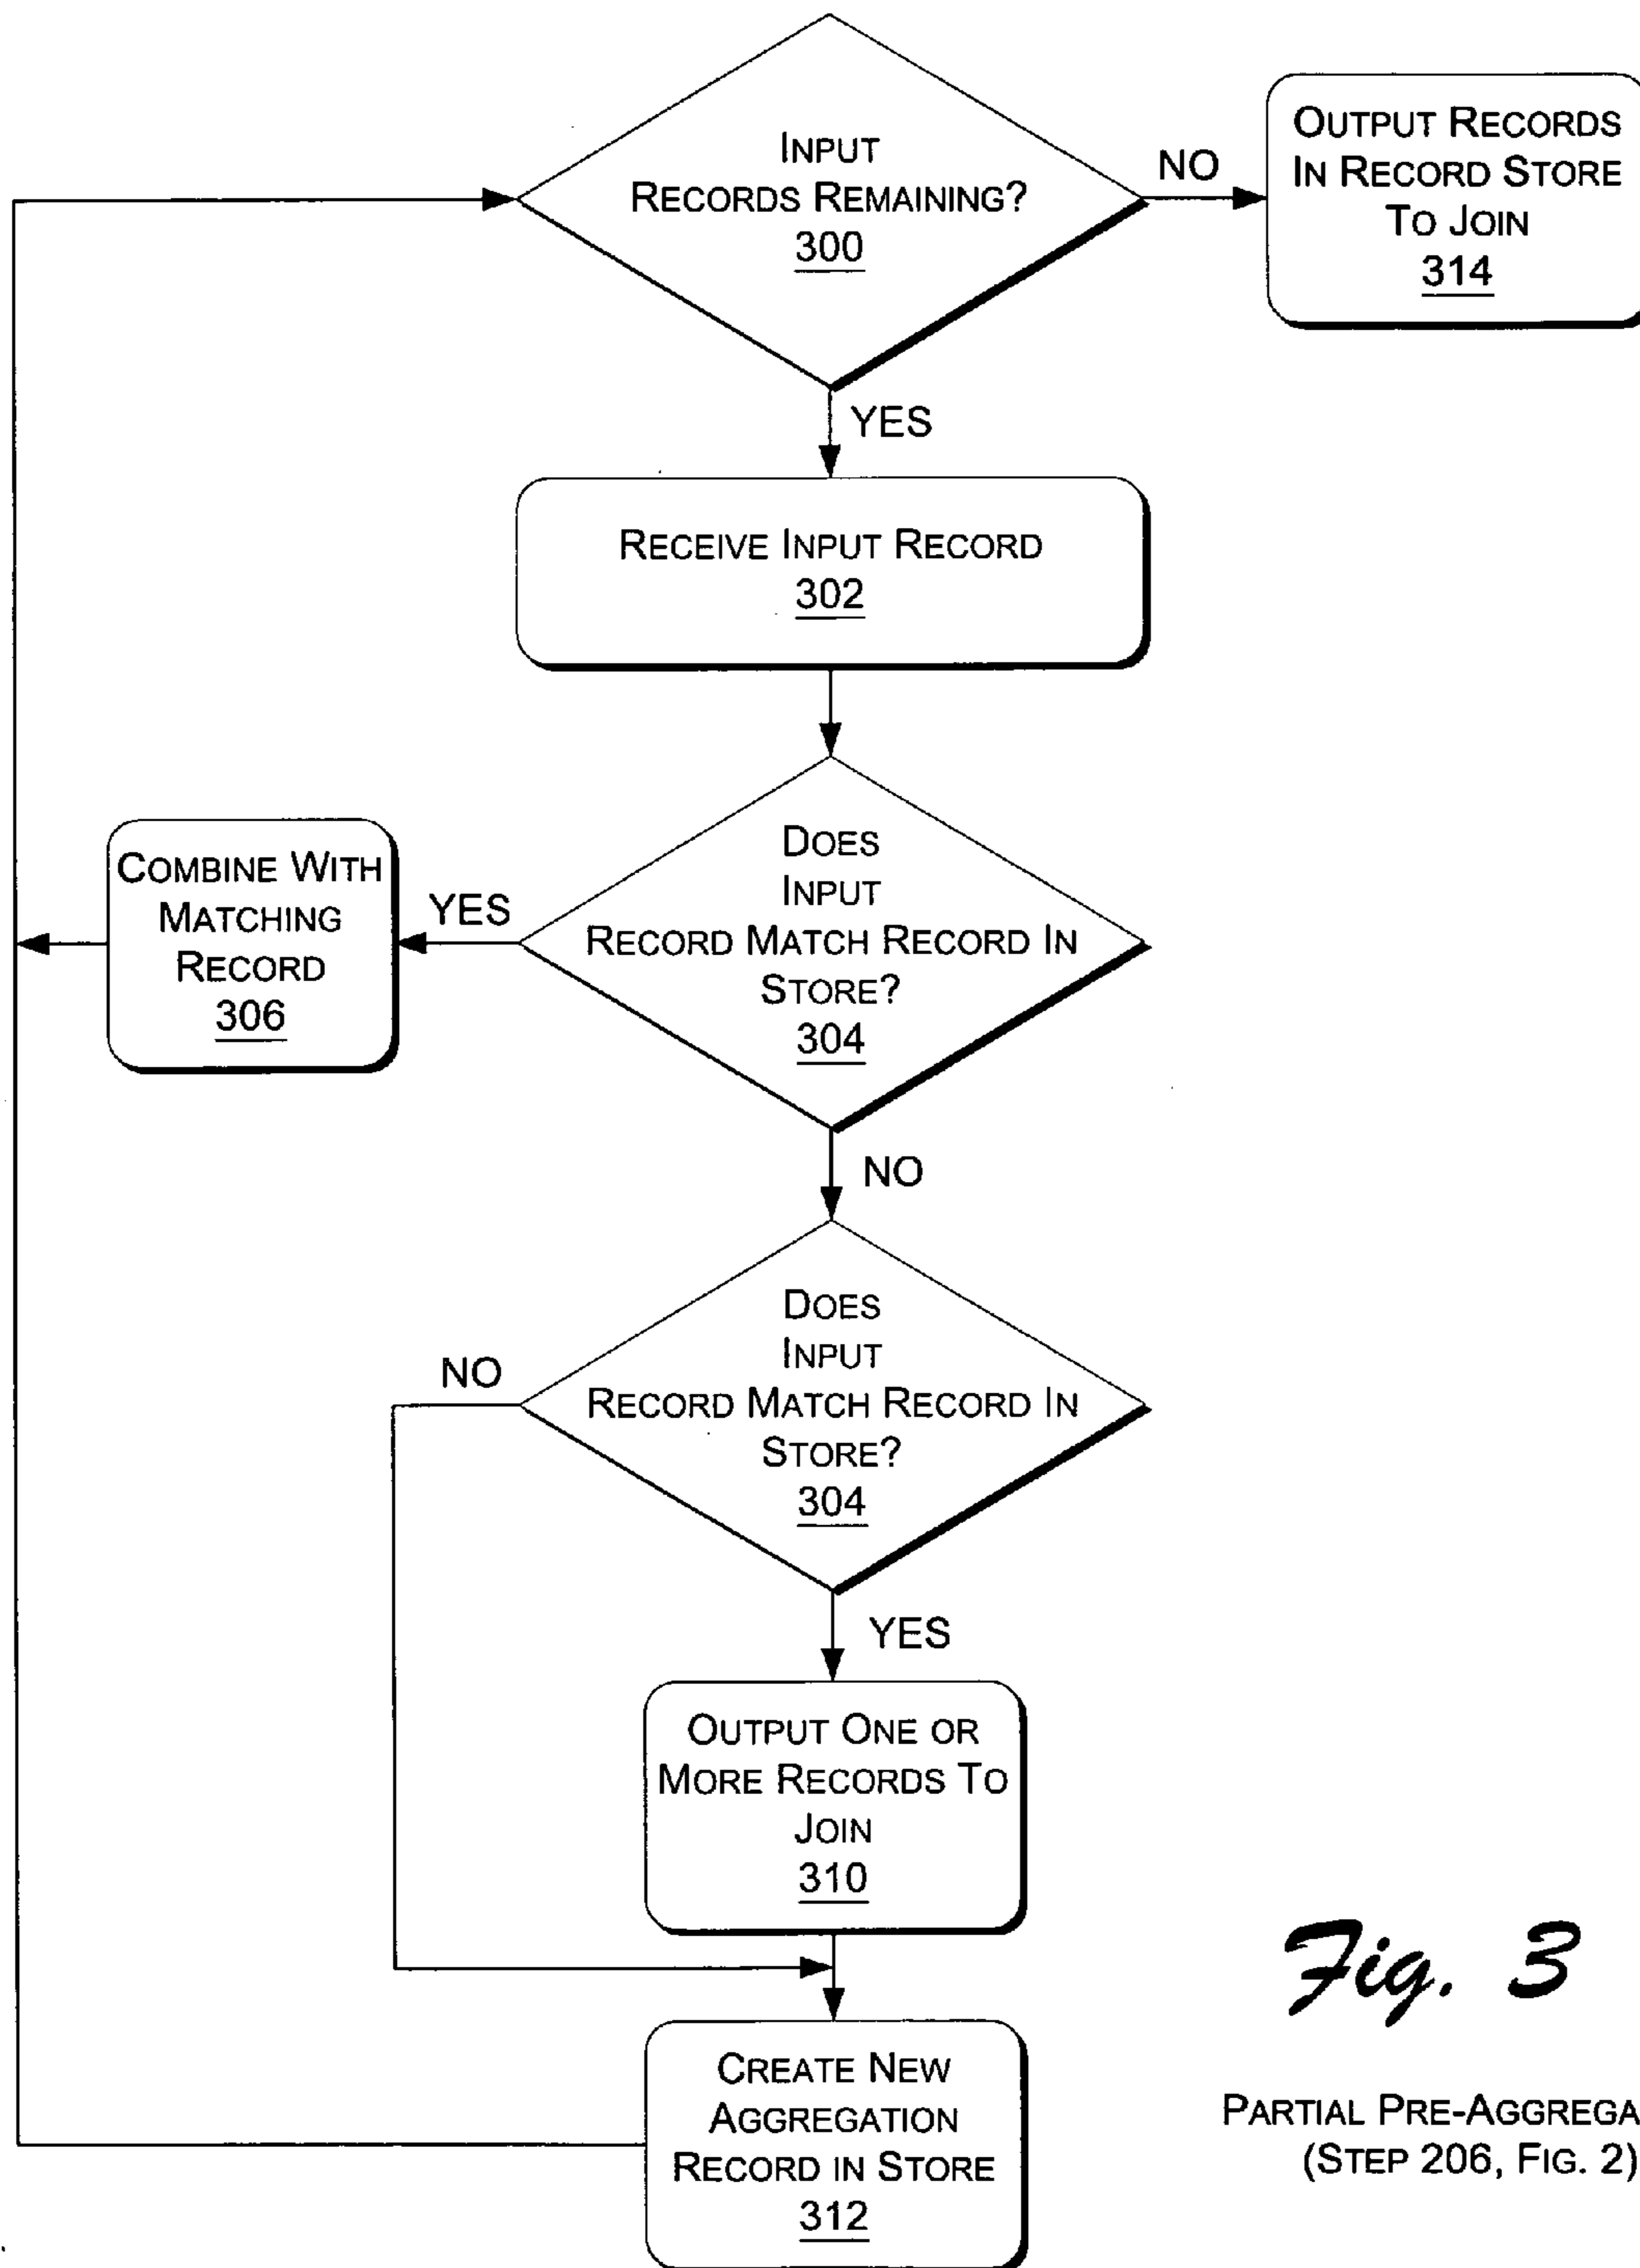 INPUT
RECORDS REMAINING?
300
NO
OUTPUT RECORDS
IN RECORD STORE
TO JOIN
314
YES
RECEIVE INPUT RECORD
302
DOES
INPUT
RECORD MATCH RECORD IN
STORE?
304
YES
COMBINE WITH
MATCHING
RECORD
306
NO
DOES
INPUT
RECORD MATCH RECORD IN
STORE?
304
NO
YES
OUTPUT ONE OR
MORE RECORDS TO
JOIN
310
CREATE NEW
AGGREGATION
RECORD IN STORE
312
Fig. 3
PARTIAL PRE-AGGREGA
(STEP 206, FIG. 2)